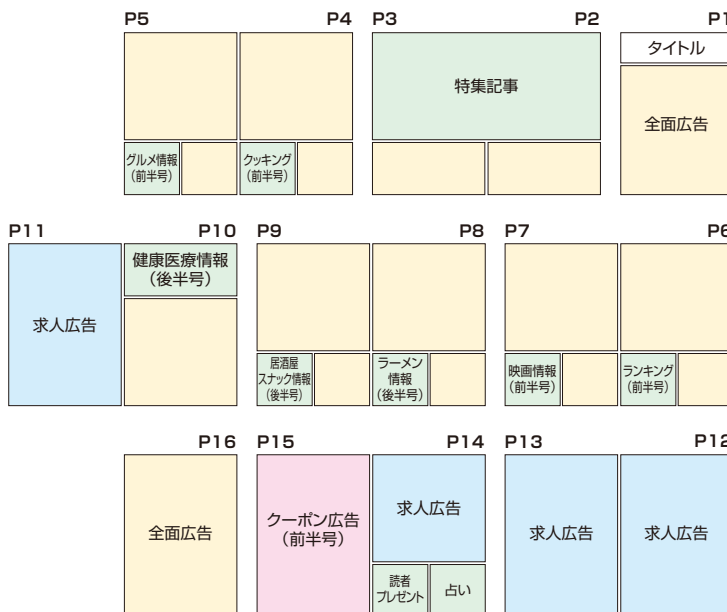 P5
P4
P3
P2
P1
タイトル
特集記事
全面広告
グルメ情報
(前半号)
クッキング
(前半号)
P11
P10
P9
P8
P7
P6
健康医療情報
(後半号)
求人広告
居酒屋
スナック情報
(後半号)
ラーメン
情報
(後半号)
映画情報
(前半号)
ランキング
(前半号)
P16
P15
P14
P13
P12
全面広告
クーポン広告
(前半号)
求人広告
求人広告
求人広告
読者
プレゼント
占い